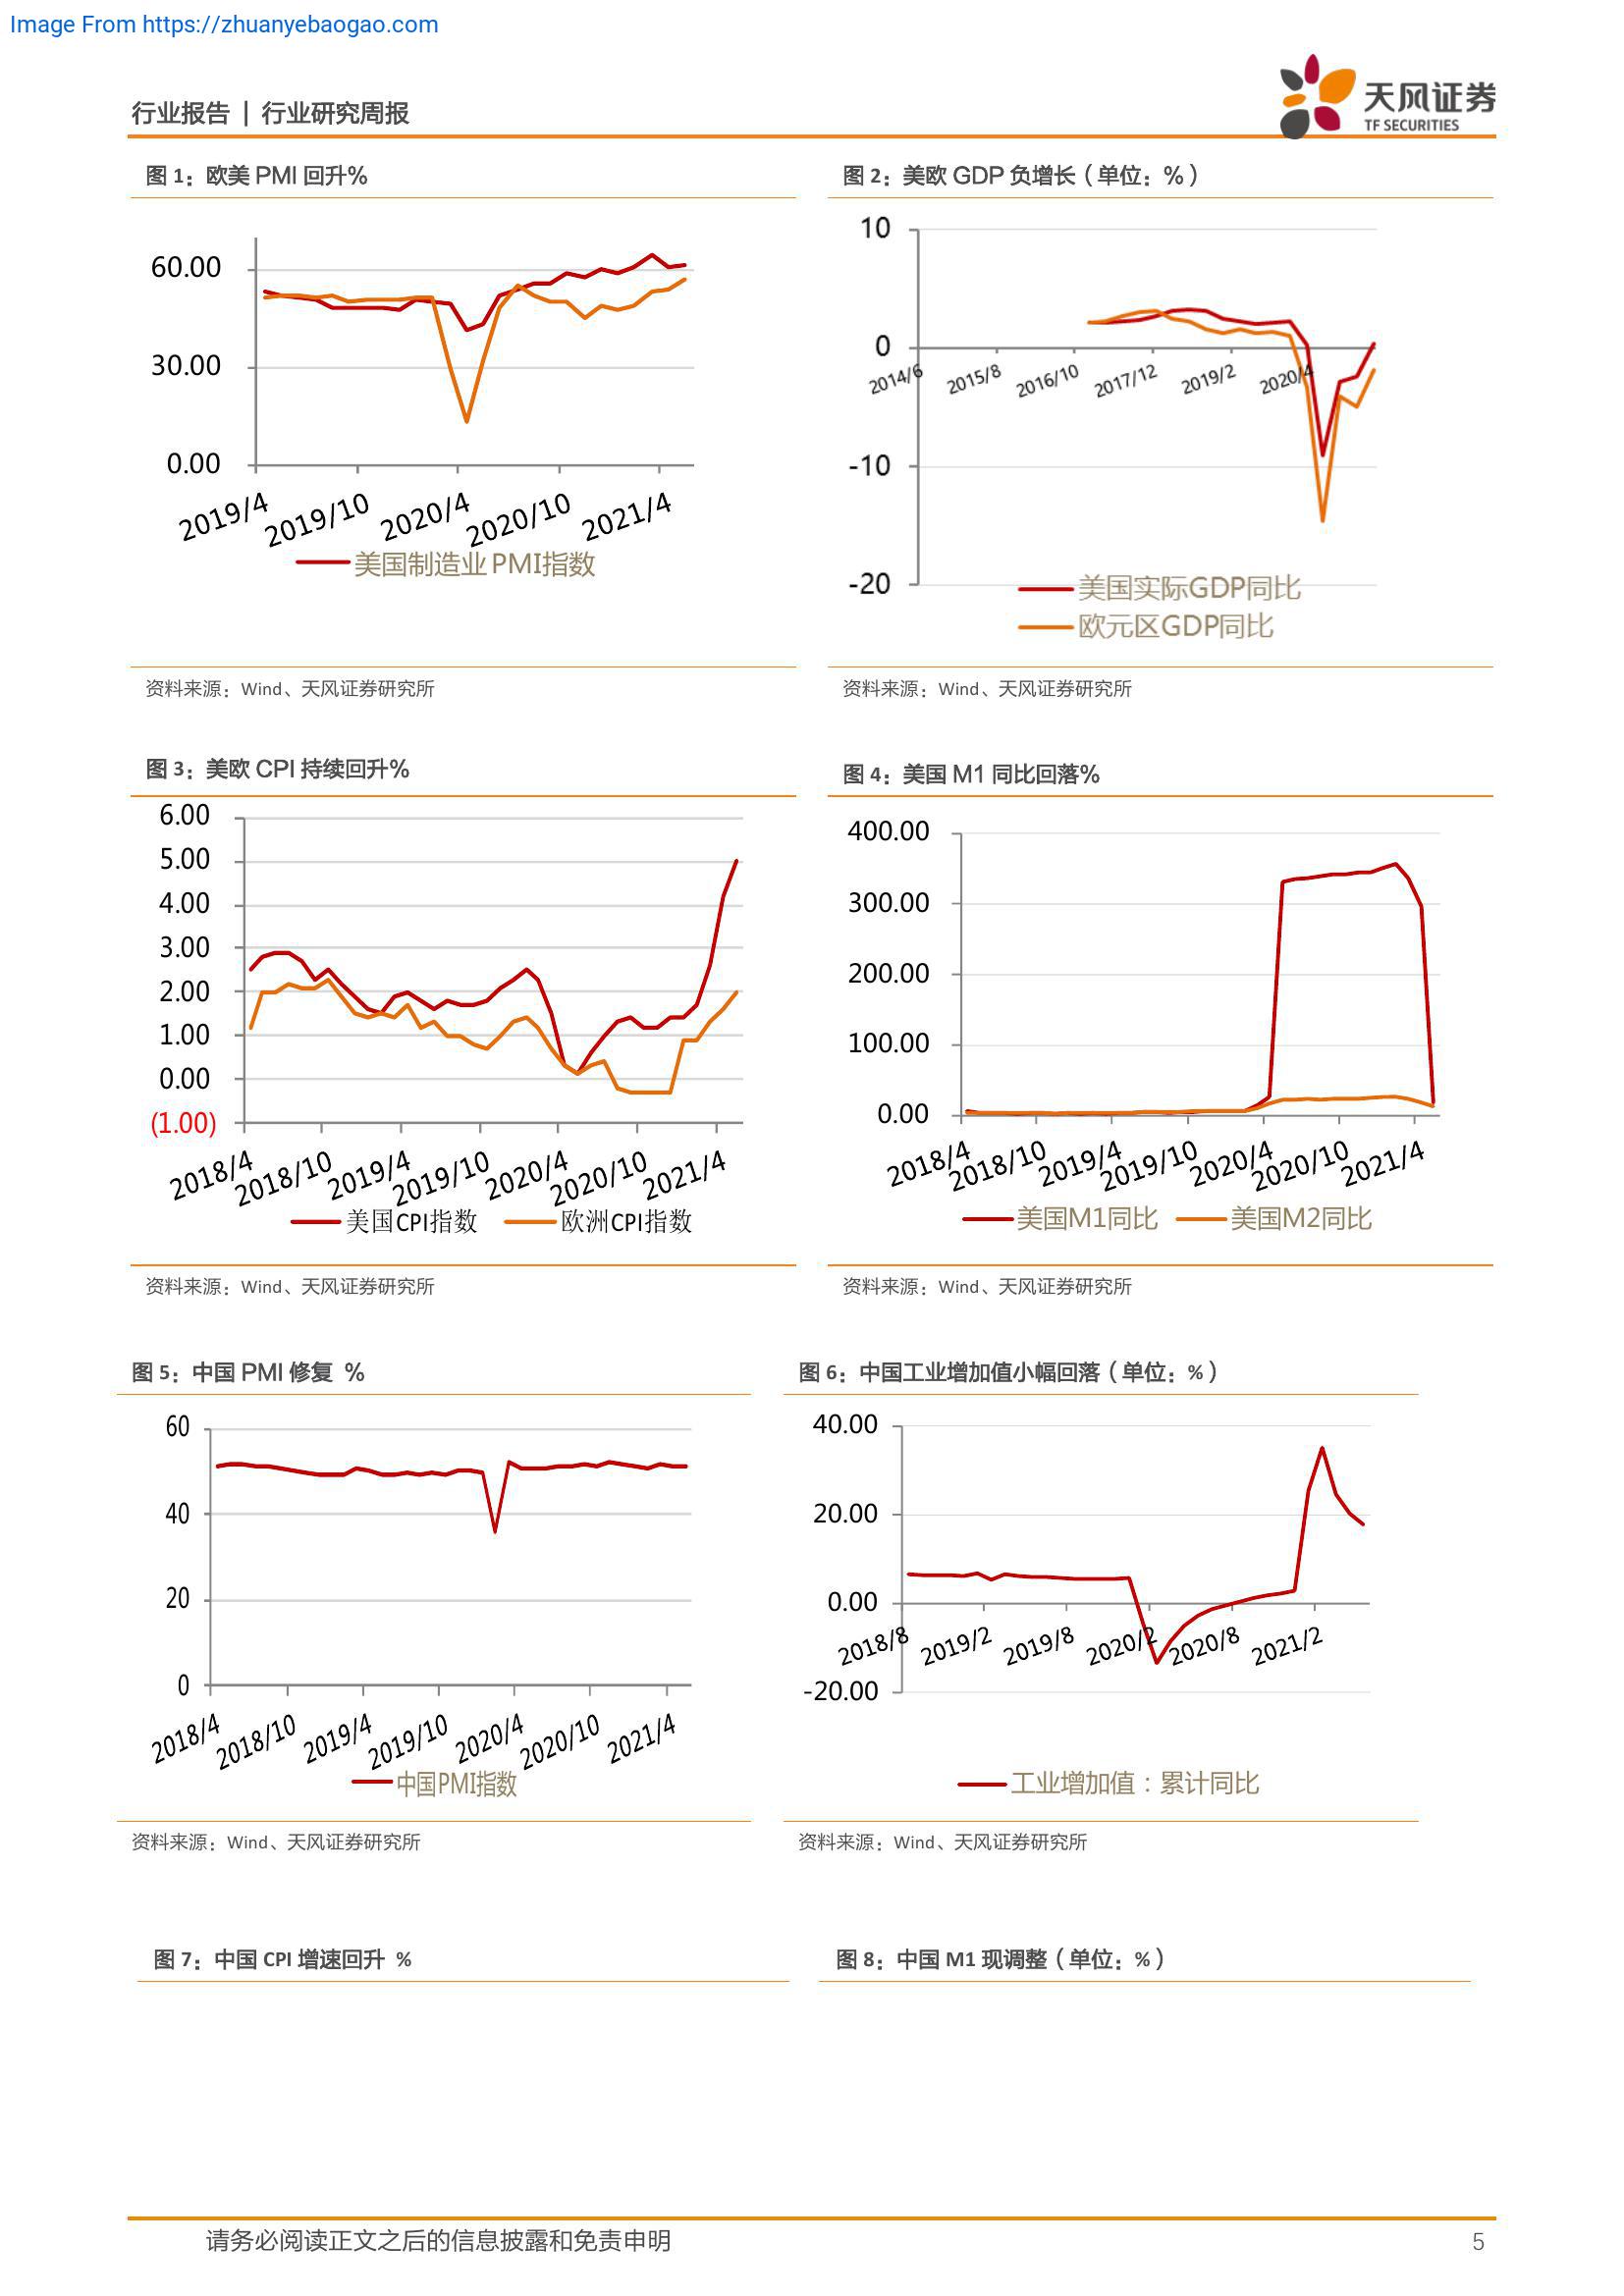 Image From https://zhuanyebaogao.com
行业报告 | 行业研究周报
天风证券
TF SECURITIES
图 1：欧美 PMI 回升%
60.00
30.00
0.00
2019/4 2019/10 2020/4 2020/10 2021/4
美国制造业PMI指数
资料来源：Wind、天风证券研究所
图 2：美欧 GDP 负增长（单位：%）
10
0
-10
-20
2014/6 2015/8 2016/10 2017/12 2019/2 2020/4
美国实际GDP同比
欧元区GDP同比
资料来源：Wind、天风证券研究所
图 3：美欧 CPI 持续回升%
6.00
5.00
4.00
3.00
2.00
1.00
0.00
(1.00)
2018/4 2018/10 2019/4 2019/10 2020/4 2020/10 2021/4
美国CPI指数 欧洲CPI指数
资料来源：Wind、天风证券研究所
图 4：美国 M1 同比回落%
400.00
300.00
200.00
100.00
0.00
2018/4 2018/10 2019/4 2019/10 2020/4 2020/10 2021/4
美国M1同比 美国M2同比
资料来源：Wind、天风证券研究所
图 5：中国 PMI 修复 %
60
40
20
0
2018/4 2018/10 2019/4 2019/10 2020/4 2020/10 2021/4
中国PMI指数
资料来源：Wind、天风证券研究所
图 6：中国工业增加值小幅回落（单位：%）
40.00
20.00
0.00
-20.00
2018/8 2019/2 2019/8 2020/2 2020/8 2021/2
工业增加值：累计同比
资料来源：Wind、天风证券研究所
图 7：中国 CPI 增速回升 %
图 8：中国 M1 现调整（单位：%）
请务必阅读正文之后的信息披露和免责申明
5